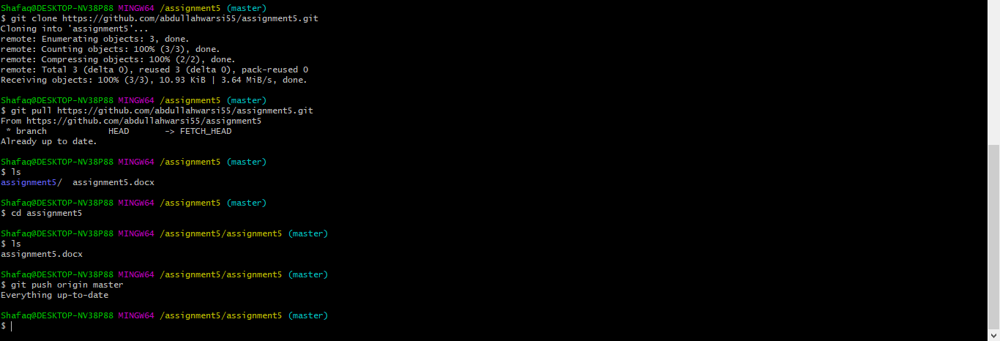 Shafaq@DESKTOP-NV38P88 MINGW64 /assignment5 (master)
$ git clone https://github.com/abdullahwarsi55/assignment5.git
Cloning into 'assignment5'...
remote: Enumerating objects: 3, done.
remote: Counting objects: 100% (3/3), done.
remote: Compressing objects: 100% (2/2), done.
remote: Total 3 (delta 0), reused 3 (delta 0), pack-reused 0
Receiving objects: 100% (3/3), 10.93 KiB | 3.64 MiB/s, done.
Shafaq@DESKTOP-NV38P88 MINGW64 /assignment5 (master)
$ git pull https://github.com/abdullahwarsi55/assignment5.git
From https://github.com/abdullahwarsi55/assignment5
 * branch            HEAD       -> FETCH_HEAD
Already up to date.
Shafaq@DESKTOP-NV38P88 MINGW64 /assignment5 (master)
$ ls
assignment5/  assignment5.docx
Shafaq@DESKTOP-NV38P88 MINGW64 /assignment5 (master)
$ cd assignment5
Shafaq@DESKTOP-NV38P88 MINGW64 /assignment5/assignment5 (master)
$ ls
assignment5.docx
Shafaq@DESKTOP-NV38P88 MINGW64 /assignment5/assignment5 (master)
$ git push origin master
Everything up-to-date
Shafaq@DESKTOP-NV38P88 MINGW64 /assignment5/assignment5 (master)
$